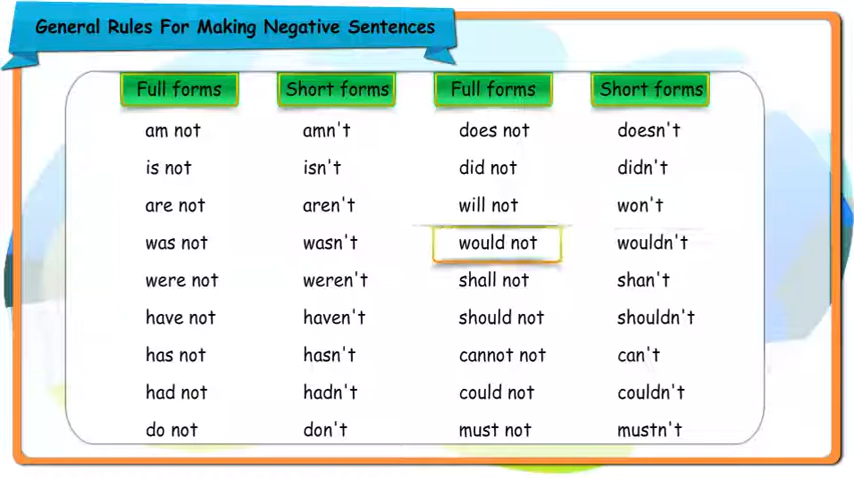 General Rules For Making Negative Sentences
Full forms Short forms Full forms Short forms
am not amn't does not doesn't
is not isn't did not didn't
are not aren't will not won't
was not wasn't would not wouldn't
were not weren't shall not shan't
have not haven't should not shouldn't
has not hasn't cannot not can't
had not hadn't could not couldn't
do not don't must not mustn't